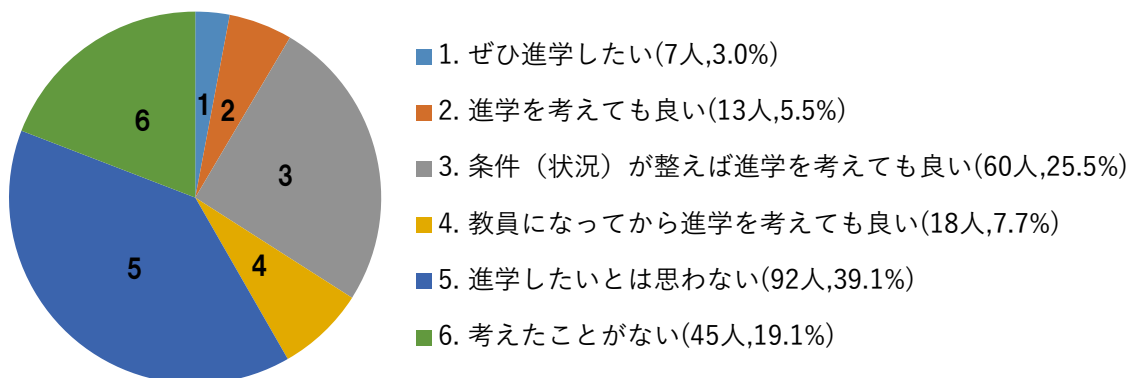 1
2
3
4
5
6
1. ぜひ進学したい(7人,3.0%)
2. 進学を考えても良い(13人,5.5%)
3. 条件（状況）が整えば進学を考えても良い(60人,25.5%)
4. 教員になってから進学を考えても良い(18人,7.7%)
5. 進学したいとは思わない(92人,39.1%)
6. 考えたことがない(45人,19.1%)